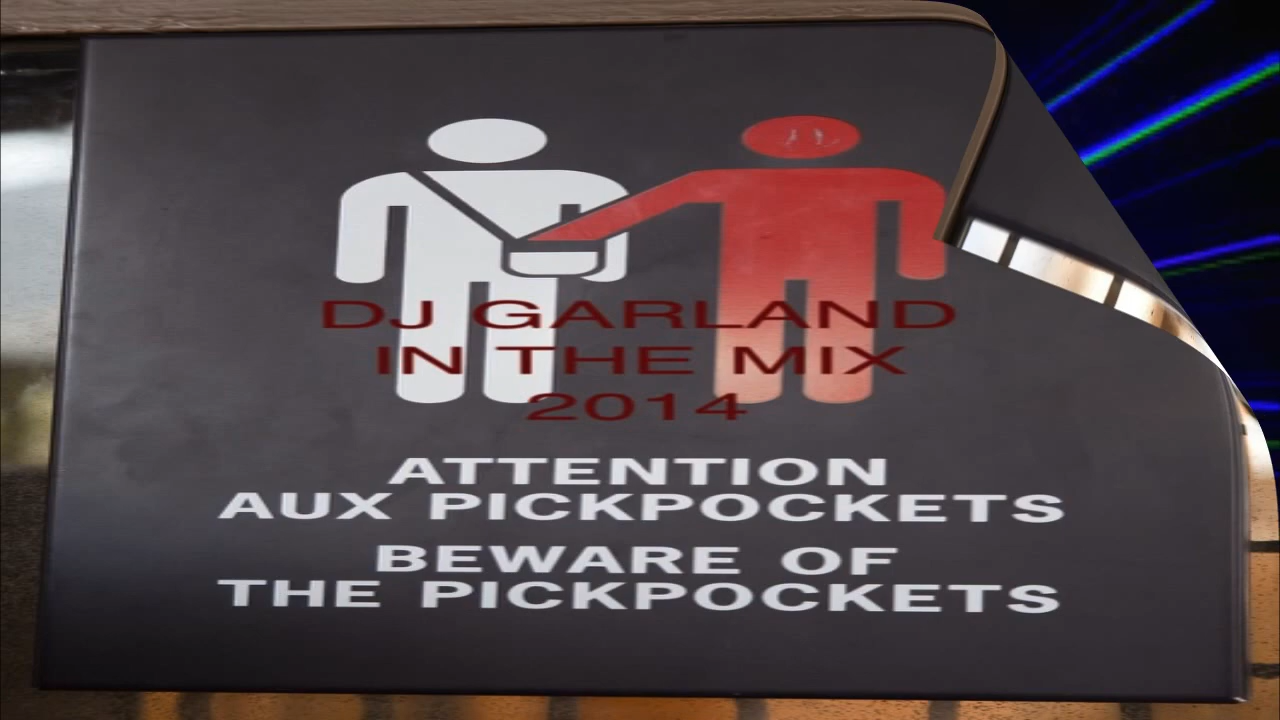 DJ GARLAND
IN THE MIX
2014
ATTENTION
AUX PICKPOCKETS
BEWARE OF
THE PICKPOCKETS